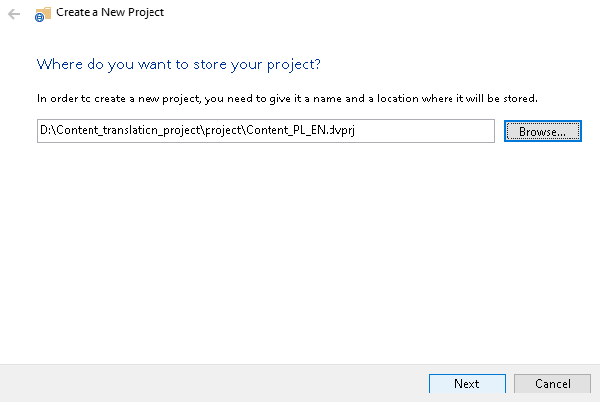 Create a New Project
Where do you want to store your project?
In order to create a new project, you need to give it a name and a location where it will be stored.
D:\Content_translation_project\project\Content_PL_EN.dvprj
Browse...
Next
Cancel